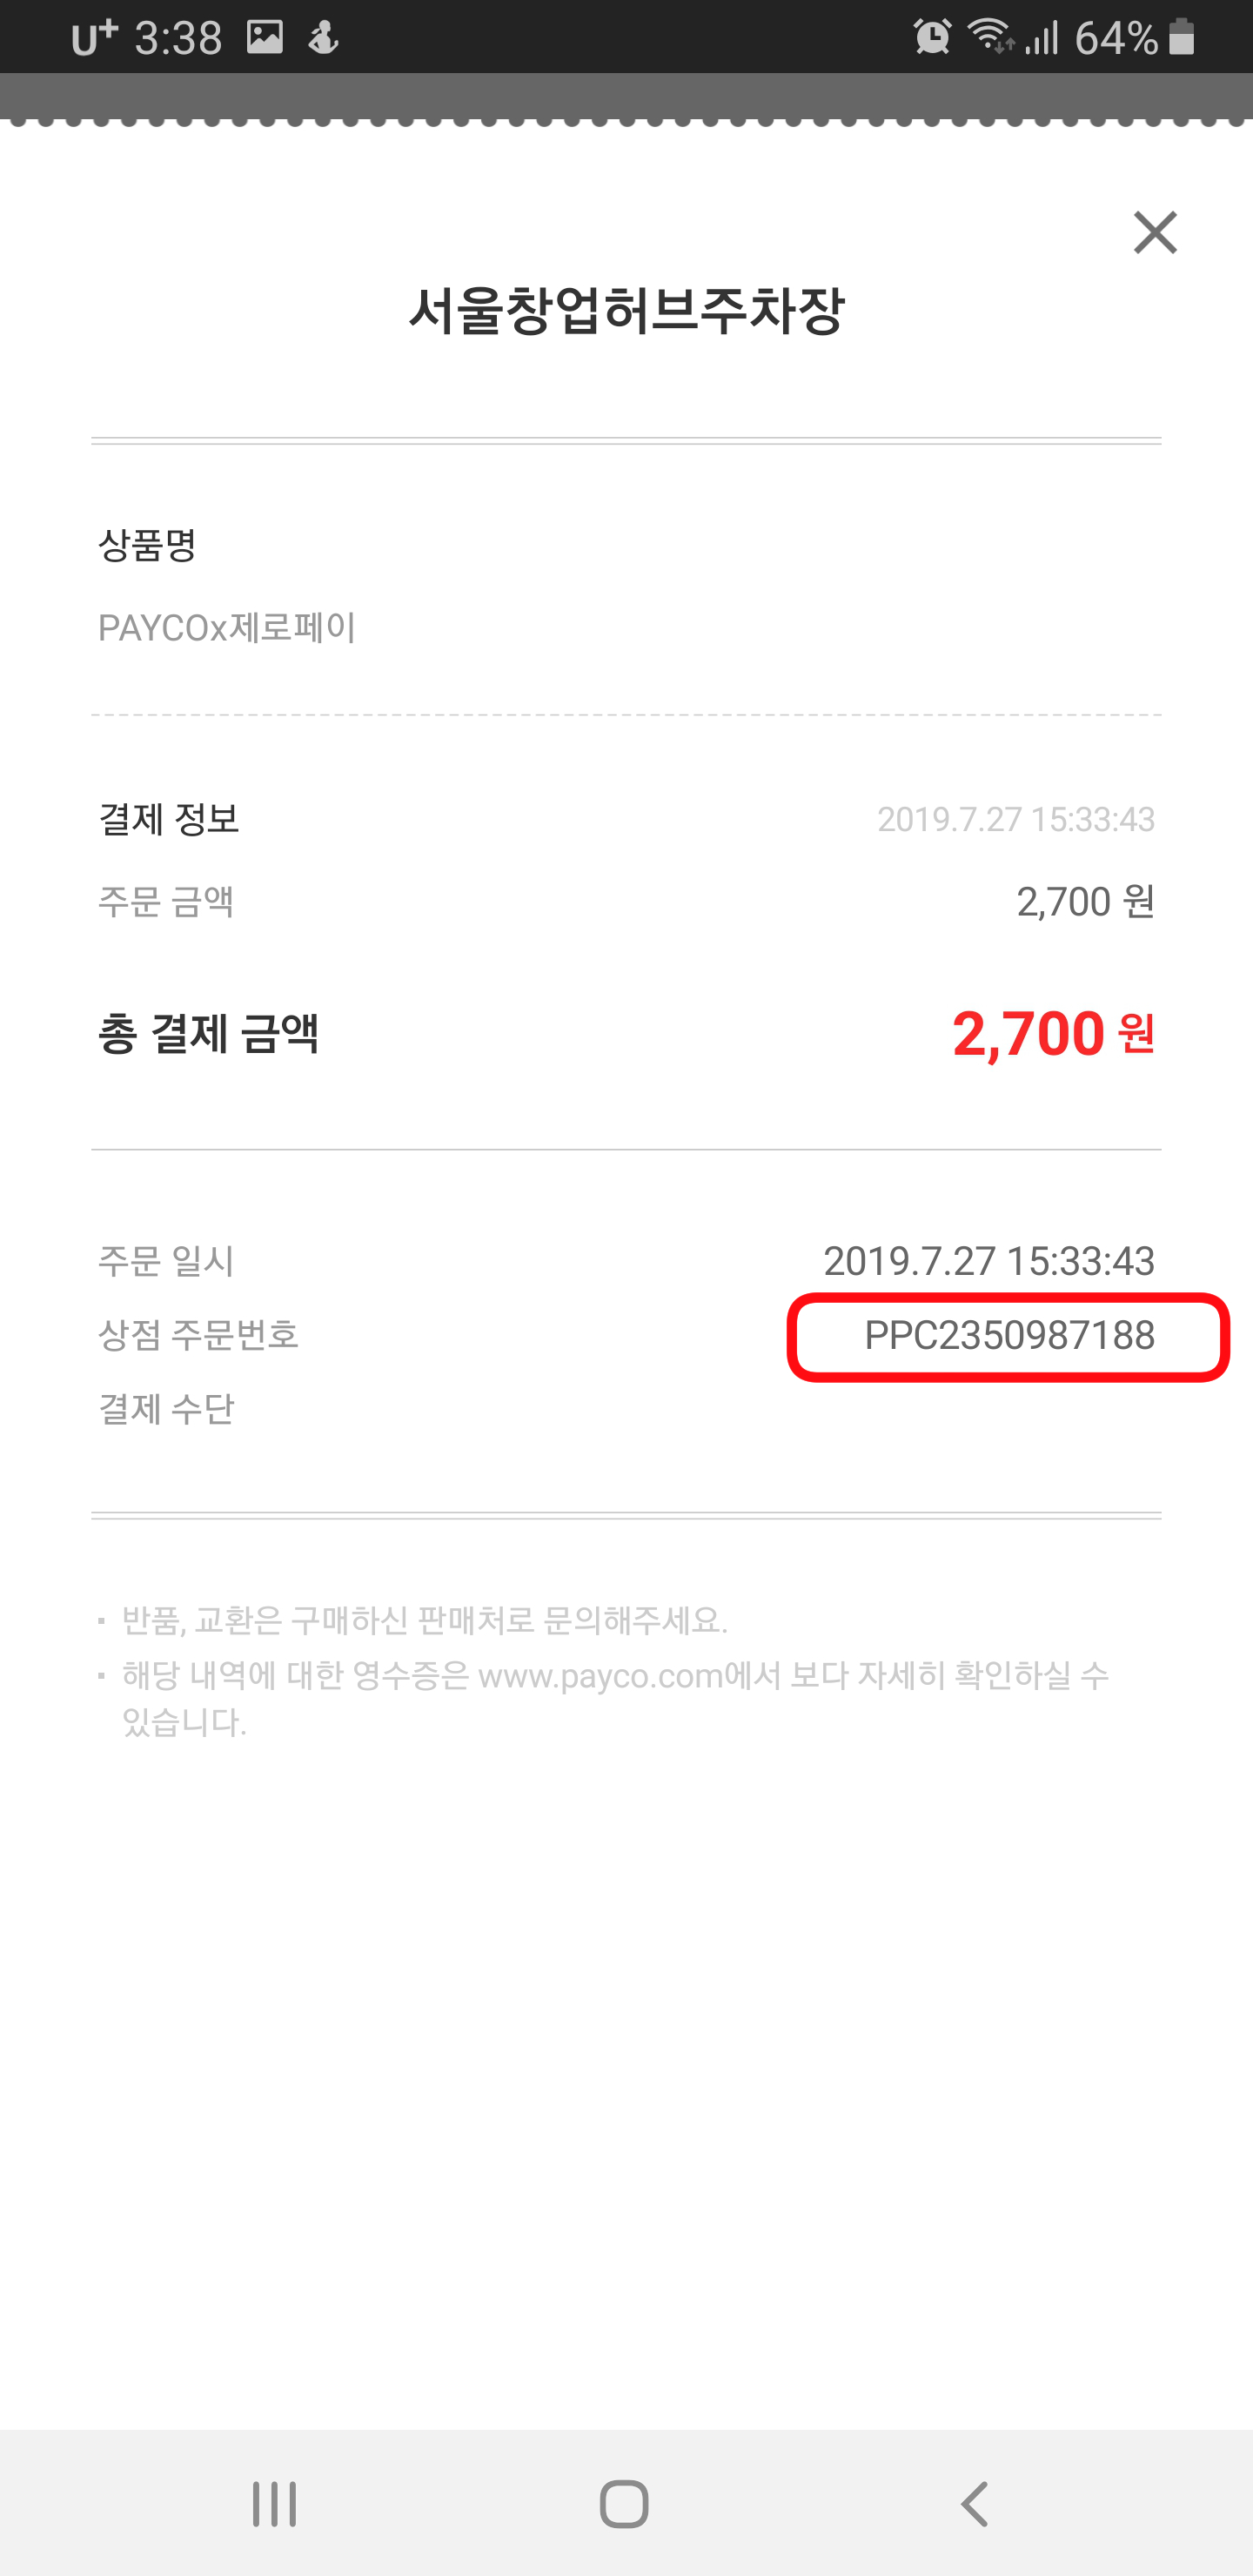 U+ 3:38 64%
서울창업허브주차장
상품명
PAYCOx제로페이
결제 정보 2019.7.27 15:33:43
주문 금액 2,700 원
총 결제 금액 2,700 원
주문 일시 2019.7.27 15:33:43
상점 주문번호 PPC2350987188
결제 수단
반품, 교환은 구매하신 판매처로 문의해주세요.
해당 내역에 대한 영수증은 www.payco.com에서 보다 자세히 확인하실 수
있습니다.